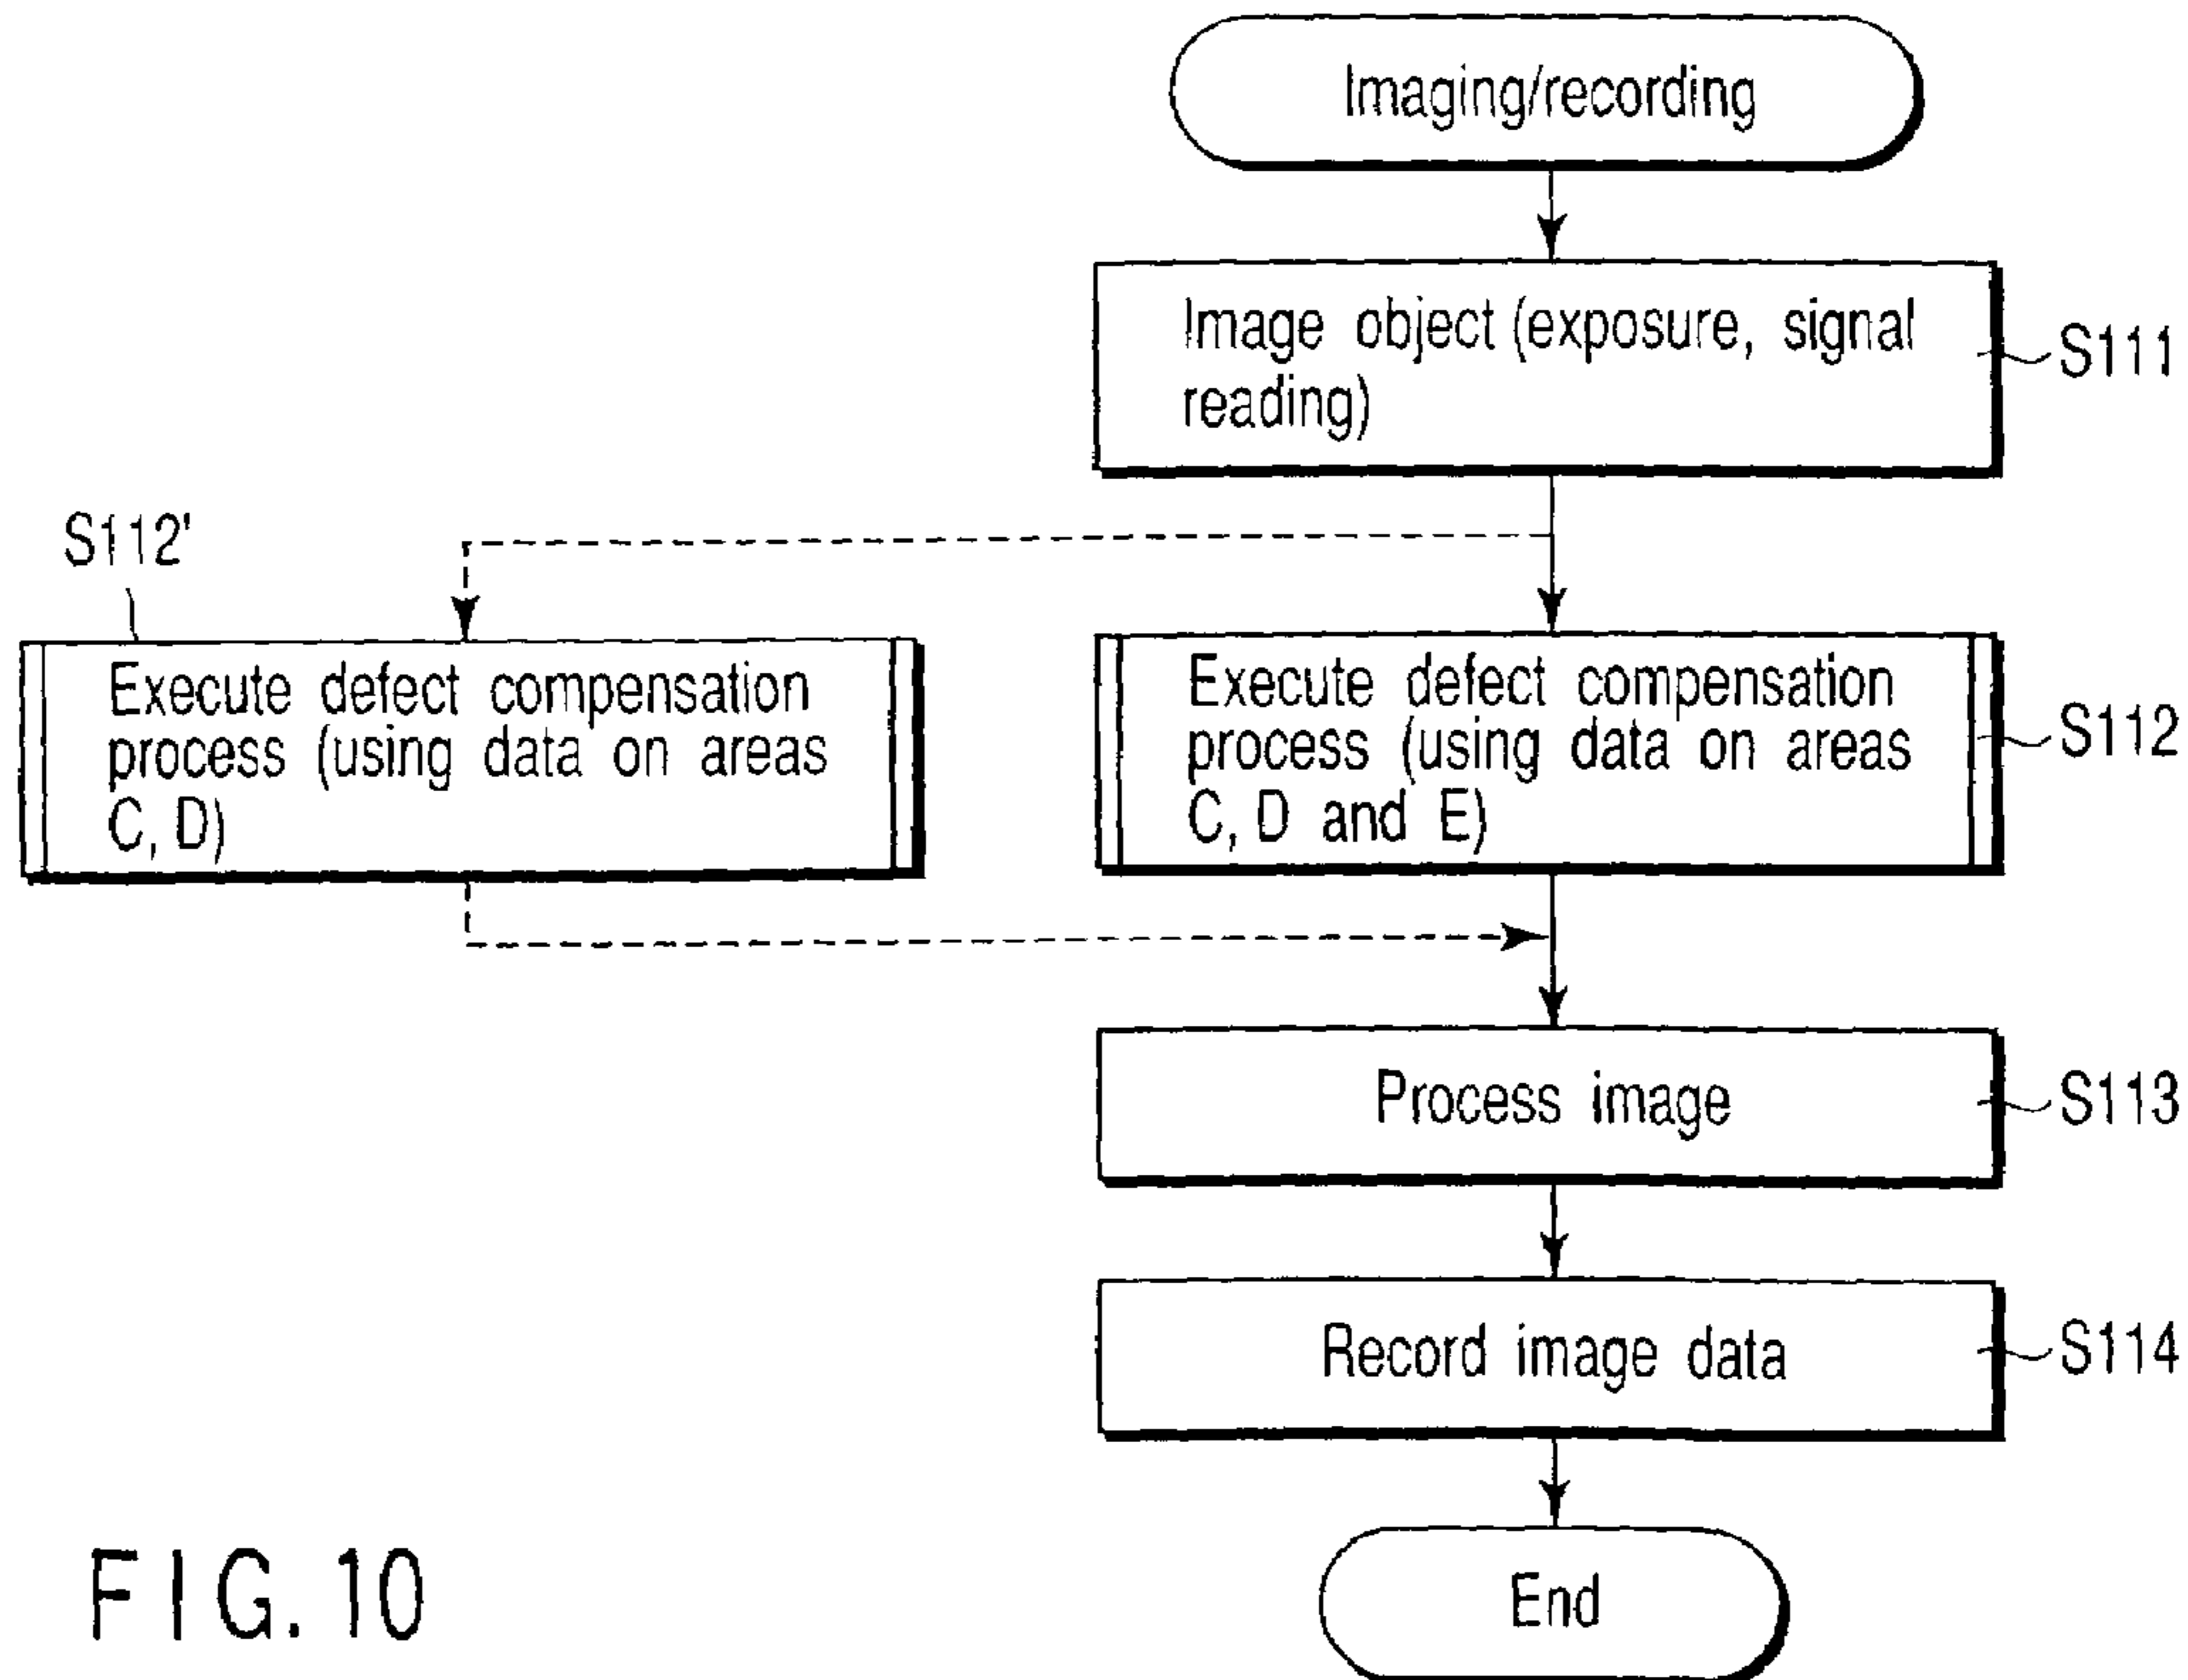 Imaging/recording
Image object (exposure, signal
reading)
S111
S112'
Execute defect compensation
process (using data on areas
C, D)
Execute defect compensation
process (using data on areas
C, D and E)
S112
Process image
S113
Record image data
S114
End
FIG. 10